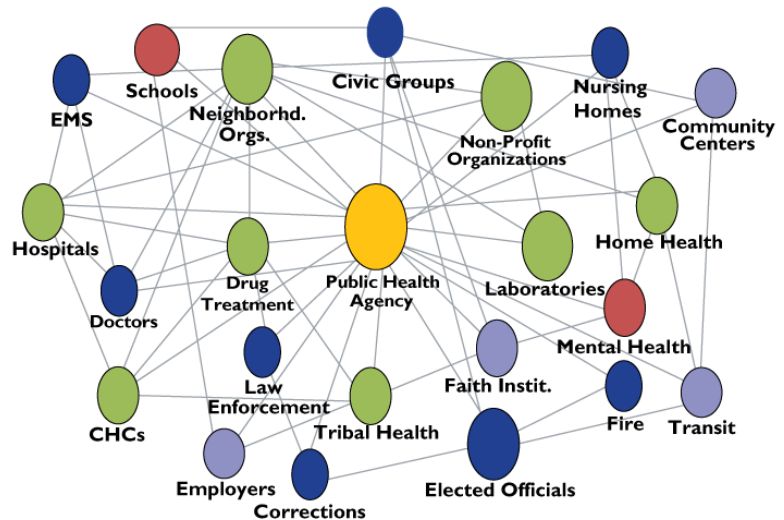 Civic Groups
Schools
Neighborhd.
Orgs.
EMS
Nursing
Homes
Community
Centers
Non-Profit
Organizations
Hospitals
Home Health
Drug
Treatment
Public Health
Agency
Laboratories
Doctors
Mental Health
Law
Enforcement
Faith Instit.
Fire
Transit
CHCs
Tribal Health
Employers
Corrections
Elected Officials